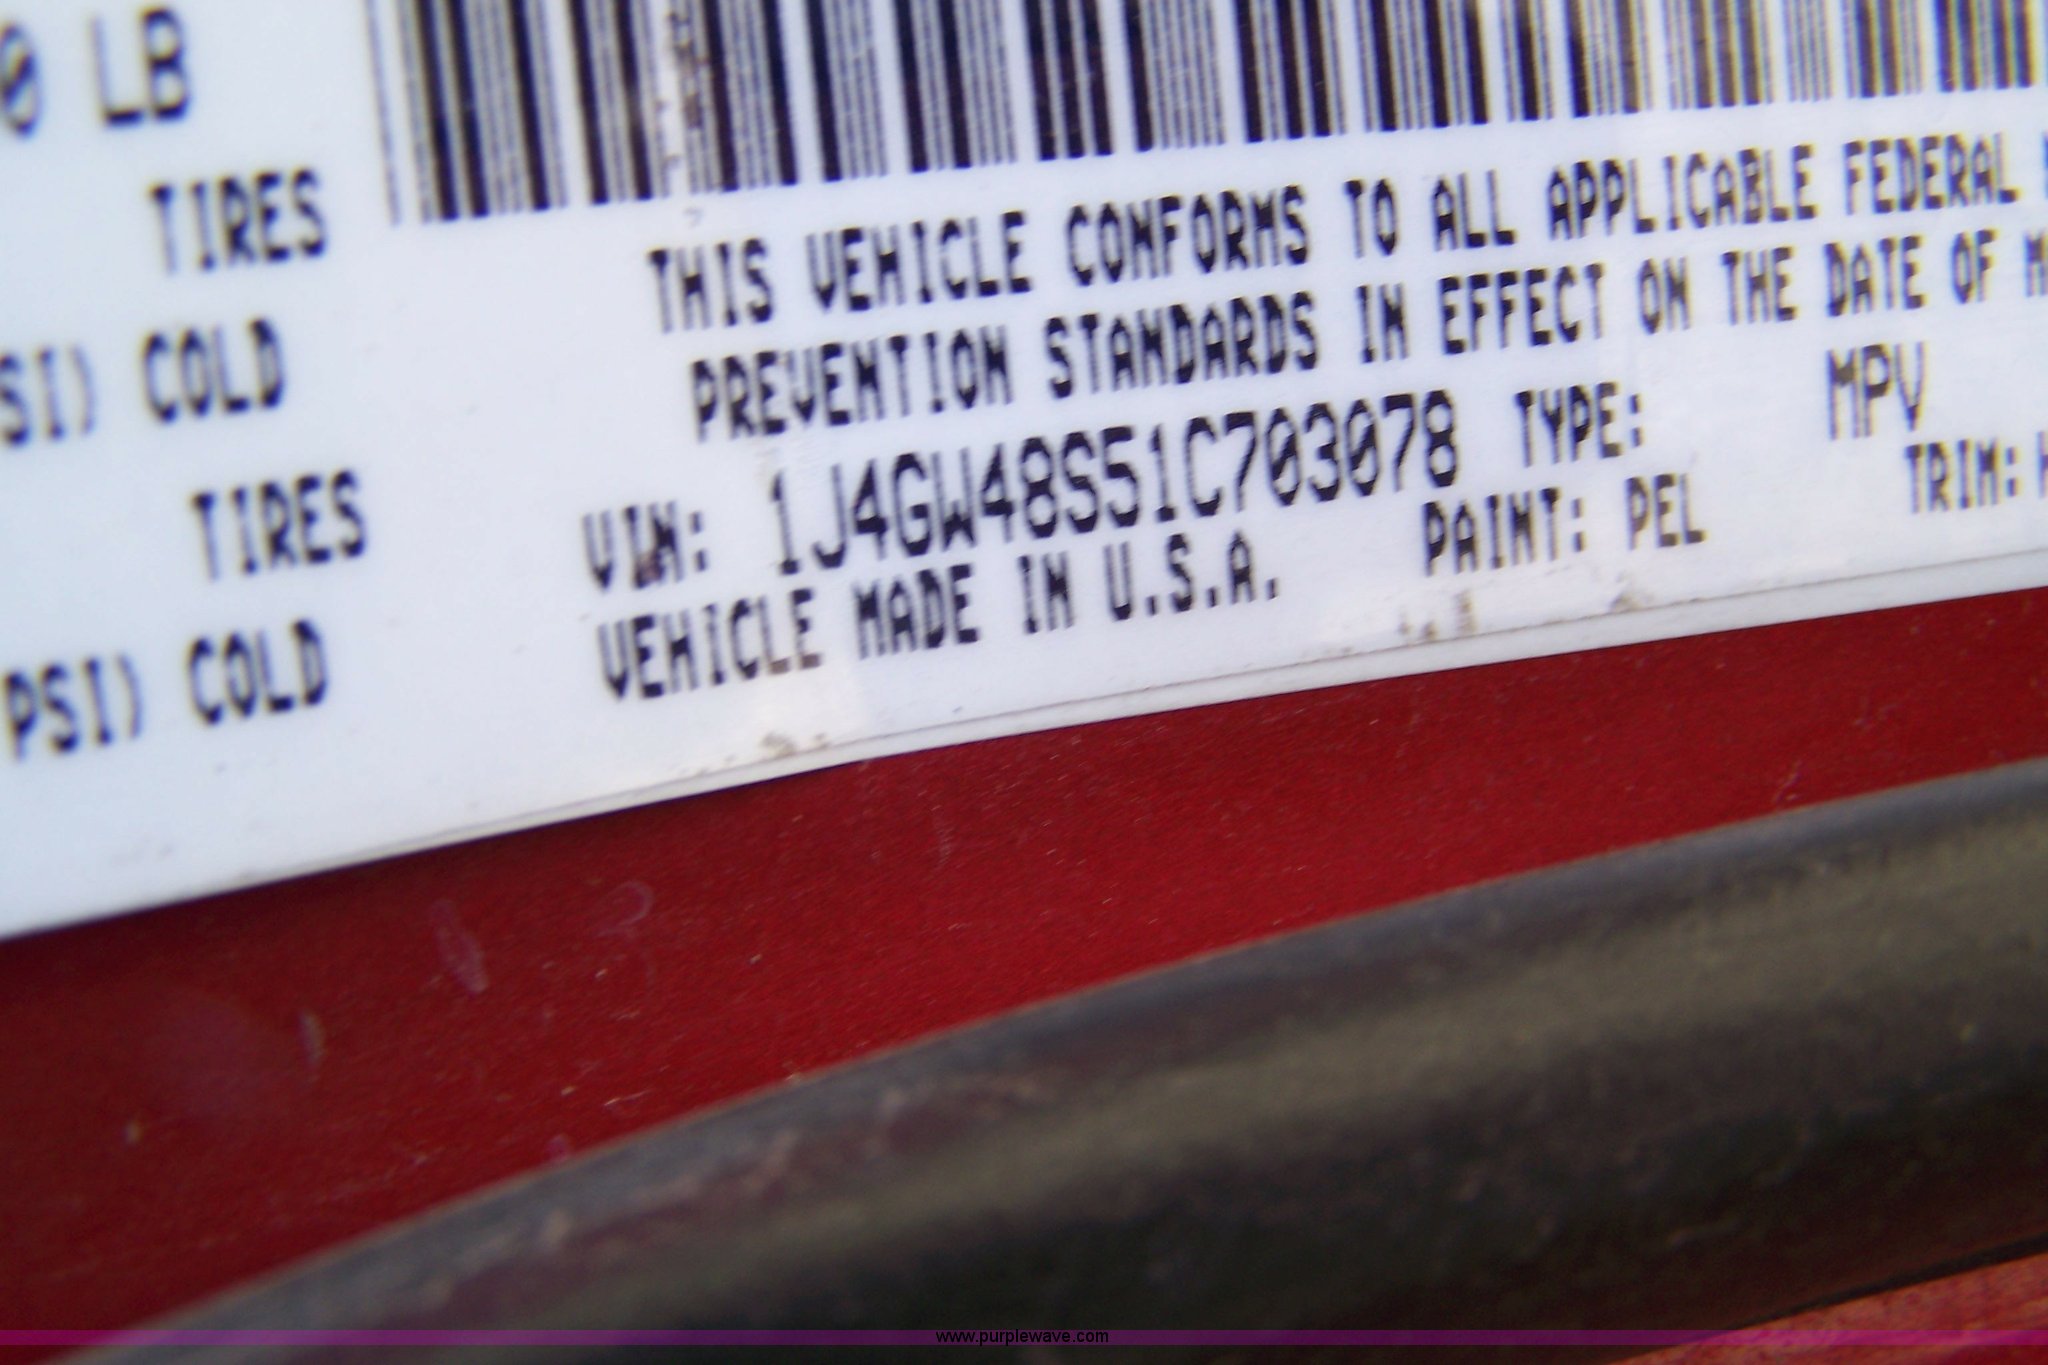 0 LB
TIRES
SI) COLD
TIRES
PSI) COLD
THIS VEHICLE CONFORMS TO ALL APPLICABLE FEDERAL
PREVENTION STANDARDS IN EFFECT ON THE DATE OF
VIN: 1J4GW48S51C703078 TYPE: MPV
VEHICLE MADE IN U.S.A. PAINT: PEL TRIM:
www.purplewave.com